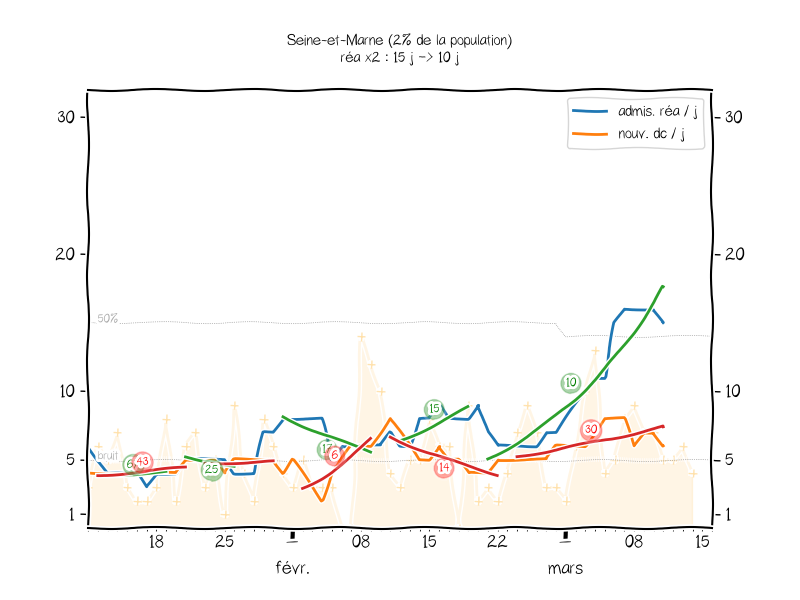 Seine-et-Marne (2% de la population)
réa x2 : 15 j -> 10 j
admis. réa / j
nouv. dc / j
30 30
20 20
50%
10 10
15
10
30
17
6
14
43
25
bruit
5 5
1 1
18 25 08 15 22 08 15
févr. mars